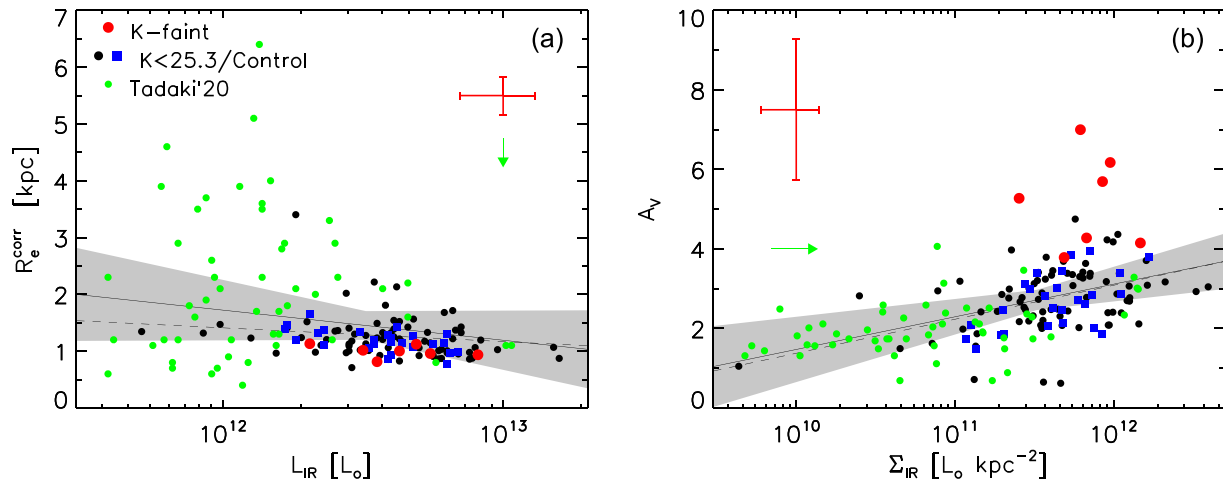 7
6
5
4
3
2
1
0
R_e^corr [kpc]
K-faint
K<25.3/Control
Tadaki'20
(a)
10^12
10^13
L_IR [L_o]
10
8
6
4
2
0
A_V
(b)
10^10
10^11
10^12
Σ_IR [L_o kpc^-2]